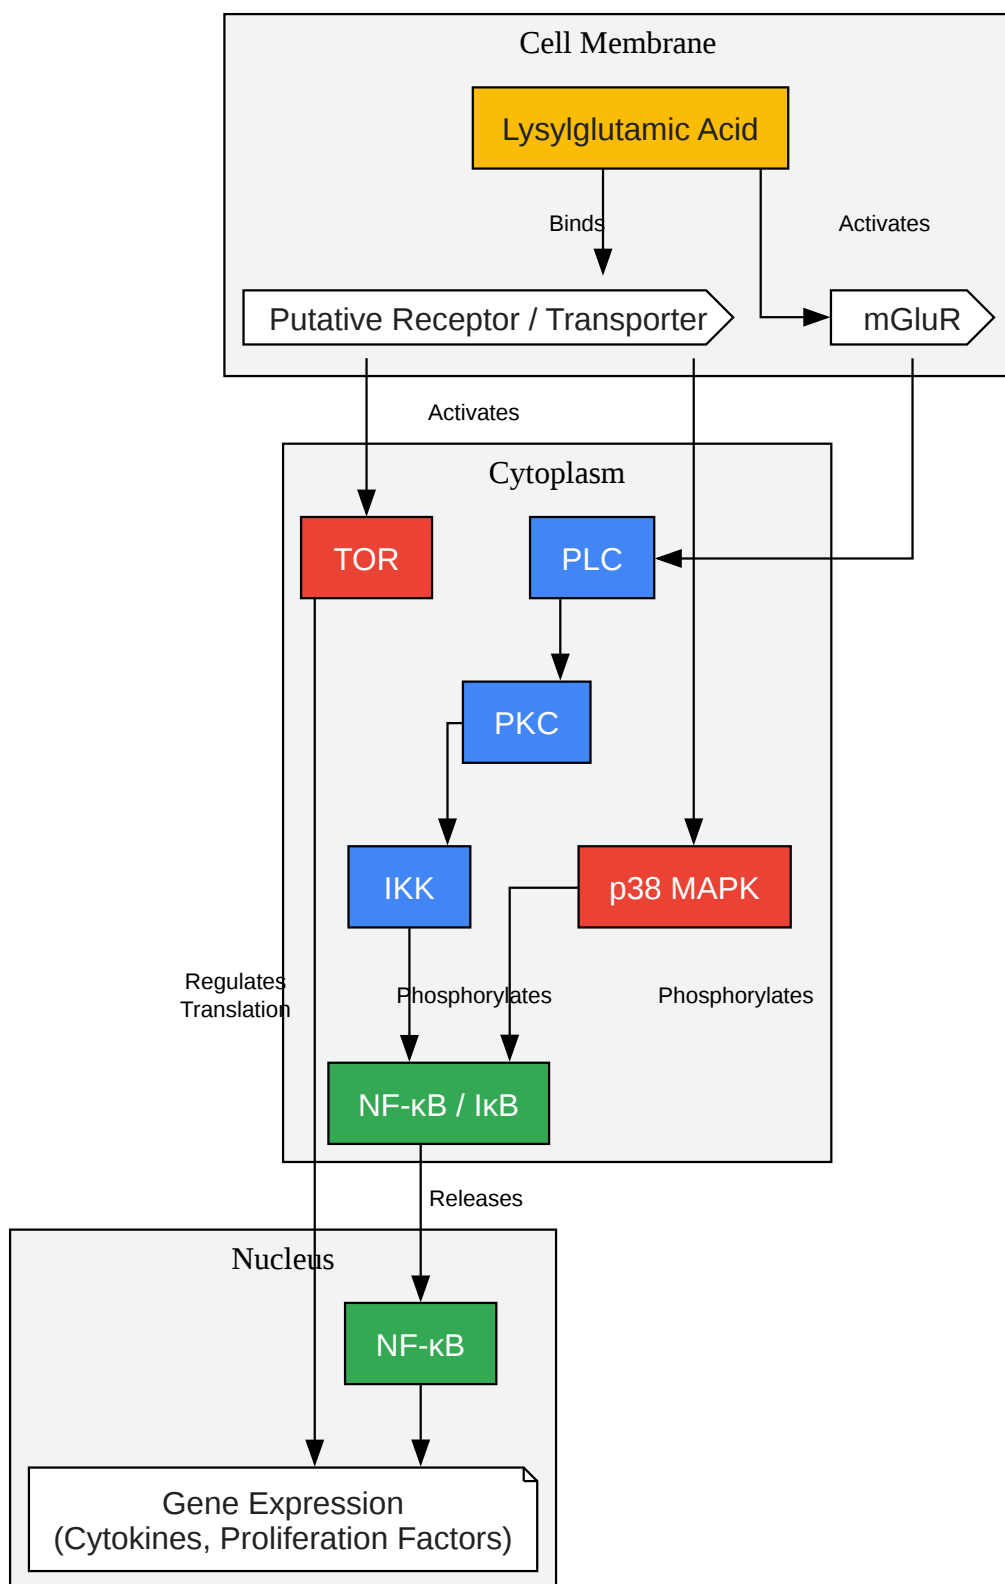 Cell Membrane
Lysylglutamic Acid
Binds
Activates
Putative Receptor / Transporter
mGluR
Activates
Cytoplasm
TOR
PLC
PKC
IKK
p38 MAPK
Regulates
Translation
Phosphorylates
Phosphorylates
NF-κB / IκB
Releases
Nucleus
NF-κB
Gene Expression
(Cytokines, Proliferation Factors)